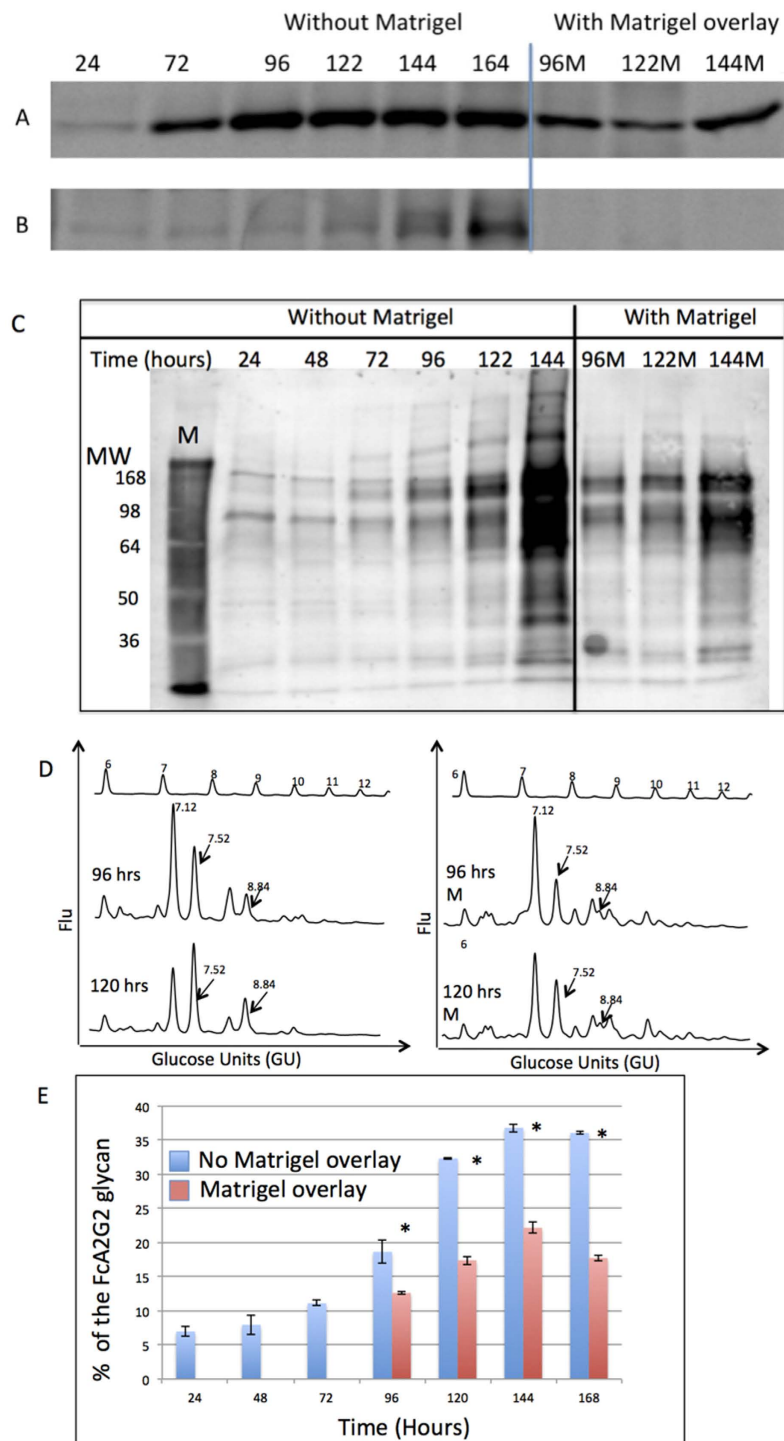 Without Matrigel With Matrigel overlay
24 72 96 122 144 164 96M 122M 144M
A
B
C
Without Matrigel With Matrigel
Time (hours) 24 48 72 96 122 144 96M 122M 144M
M
MW
168
98
64
50
36
D
6 7 8 9 10 11 12
7.12
7.52
8.84
96 hrs
7.52
8.84
120 hrs
Flu
Glucose Units (GU)
6 7 8 9 10 11 12
7.12
7.52
8.84
96 hrs
M
6
7.52
8.84
120 hrs
M
Flu
Glucose Units (GU)
E
% of the FcA2G2 glycan
40
35
30
25
20
15
10
5
0
No Matrigel overlay
Matrigel overlay
* * * *
24 48 72 96 120 144 168
Time (Hours)